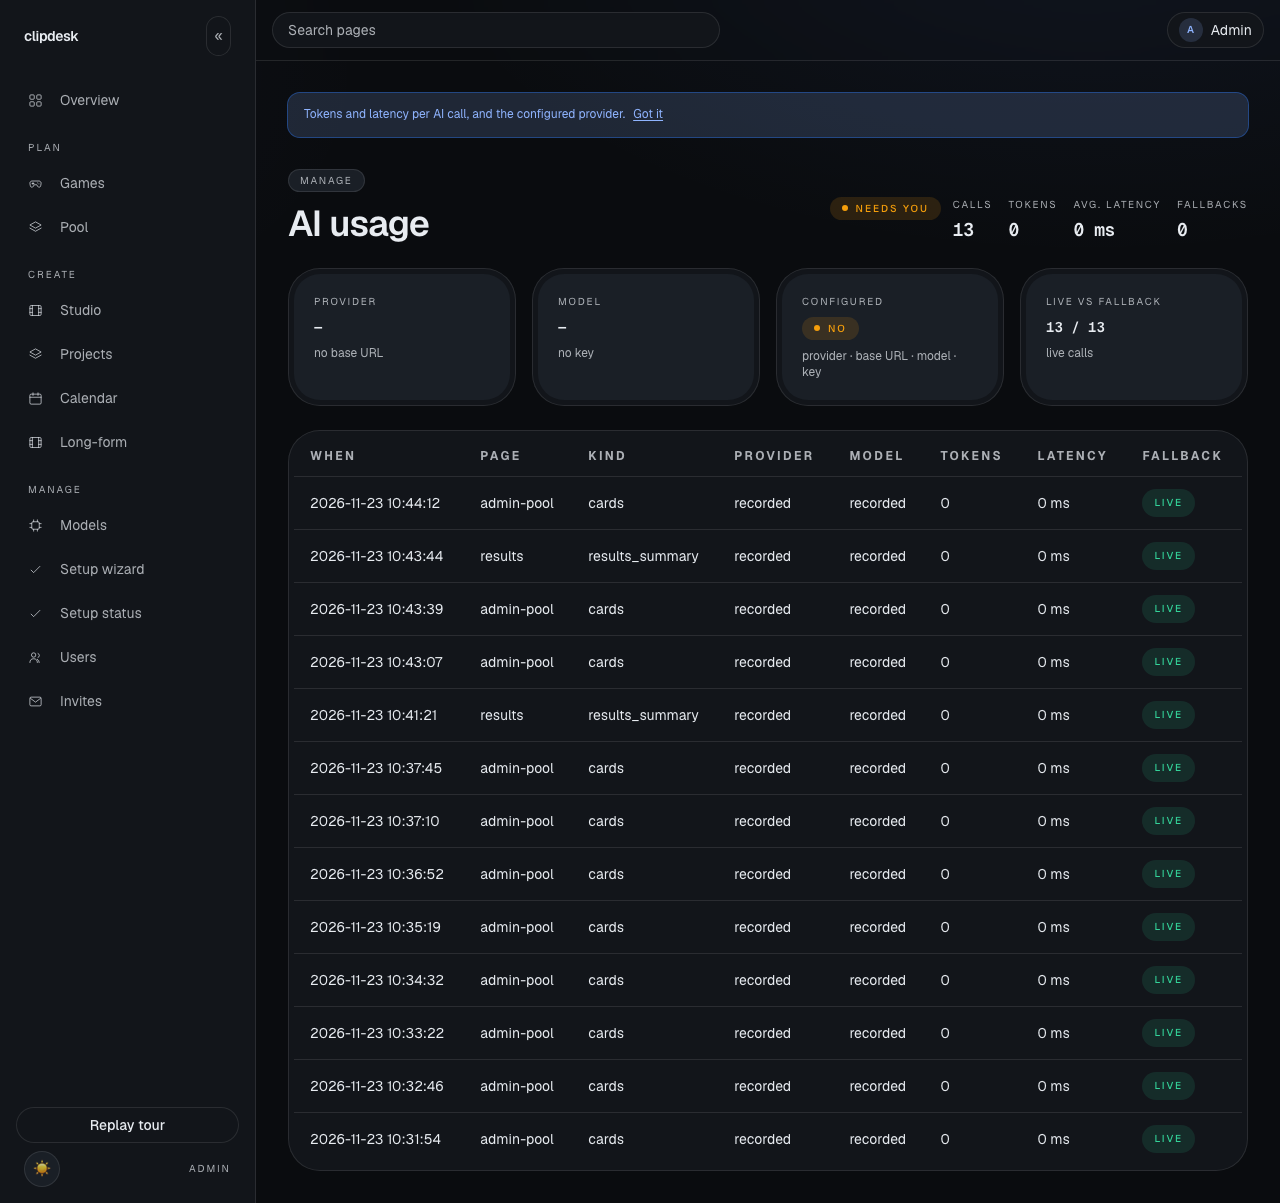 clipdesk
«
Search pages
A
Admin
Overview
PLAN
Games
Pool
CREATE
Studio
Projects
Calendar
Long-form
MANAGE
Models
Setup wizard
Setup status
Users
Invites
Replay tour
ADMIN
Tokens and latency per AI call, and the configured provider. Got it
MANAGE
AI usage
NEEDS YOU
CALLS
13
TOKENS
0
AVG. LATENCY
0 ms
FALLBACKS
0
PROVIDER
–
no base URL
MODEL
–
no key
CONFIGURED
NO
provider · base URL · model ·
key
LIVE VS FALLBACK
13 / 13
live calls
WHEN PAGE KIND PROVIDER MODEL TOKENS LATENCY FALLBACK
2026-11-23 10:44:12 admin-pool cards recorded recorded 0 0 ms LIVE
2026-11-23 10:43:44 results results_summary recorded recorded 0 0 ms LIVE
2026-11-23 10:43:39 admin-pool cards recorded recorded 0 0 ms LIVE
2026-11-23 10:43:07 admin-pool cards recorded recorded 0 0 ms LIVE
2026-11-23 10:41:21 results results_summary recorded recorded 0 0 ms LIVE
2026-11-23 10:37:45 admin-pool cards recorded recorded 0 0 ms LIVE
2026-11-23 10:37:10 admin-pool cards recorded recorded 0 0 ms LIVE
2026-11-23 10:36:52 admin-pool cards recorded recorded 0 0 ms LIVE
2026-11-23 10:35:19 admin-pool cards recorded recorded 0 0 ms LIVE
2026-11-23 10:34:32 admin-pool cards recorded recorded 0 0 ms LIVE
2026-11-23 10:33:22 admin-pool cards recorded recorded 0 0 ms LIVE
2026-11-23 10:32:46 admin-pool cards recorded recorded 0 0 ms LIVE
2026-11-23 10:31:54 admin-pool cards recorded recorded 0 0 ms LIVE